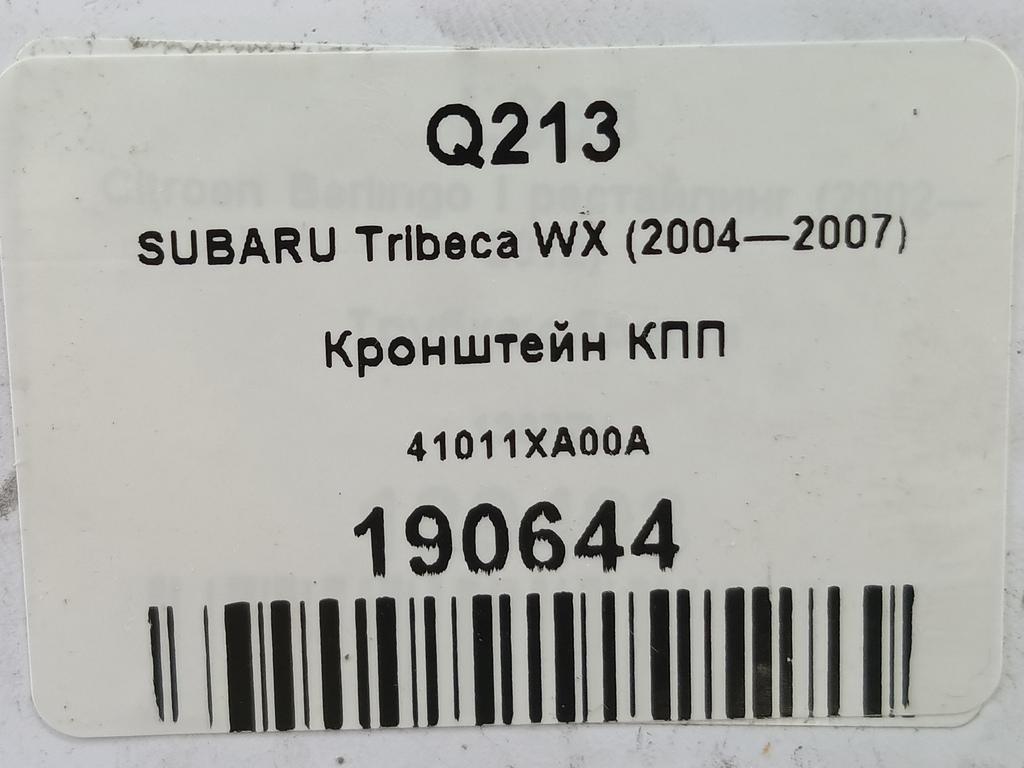 Q213
SUBARU Tribeca WX (2004—2007)
Кронштейн КПП
41011XA00A
190644